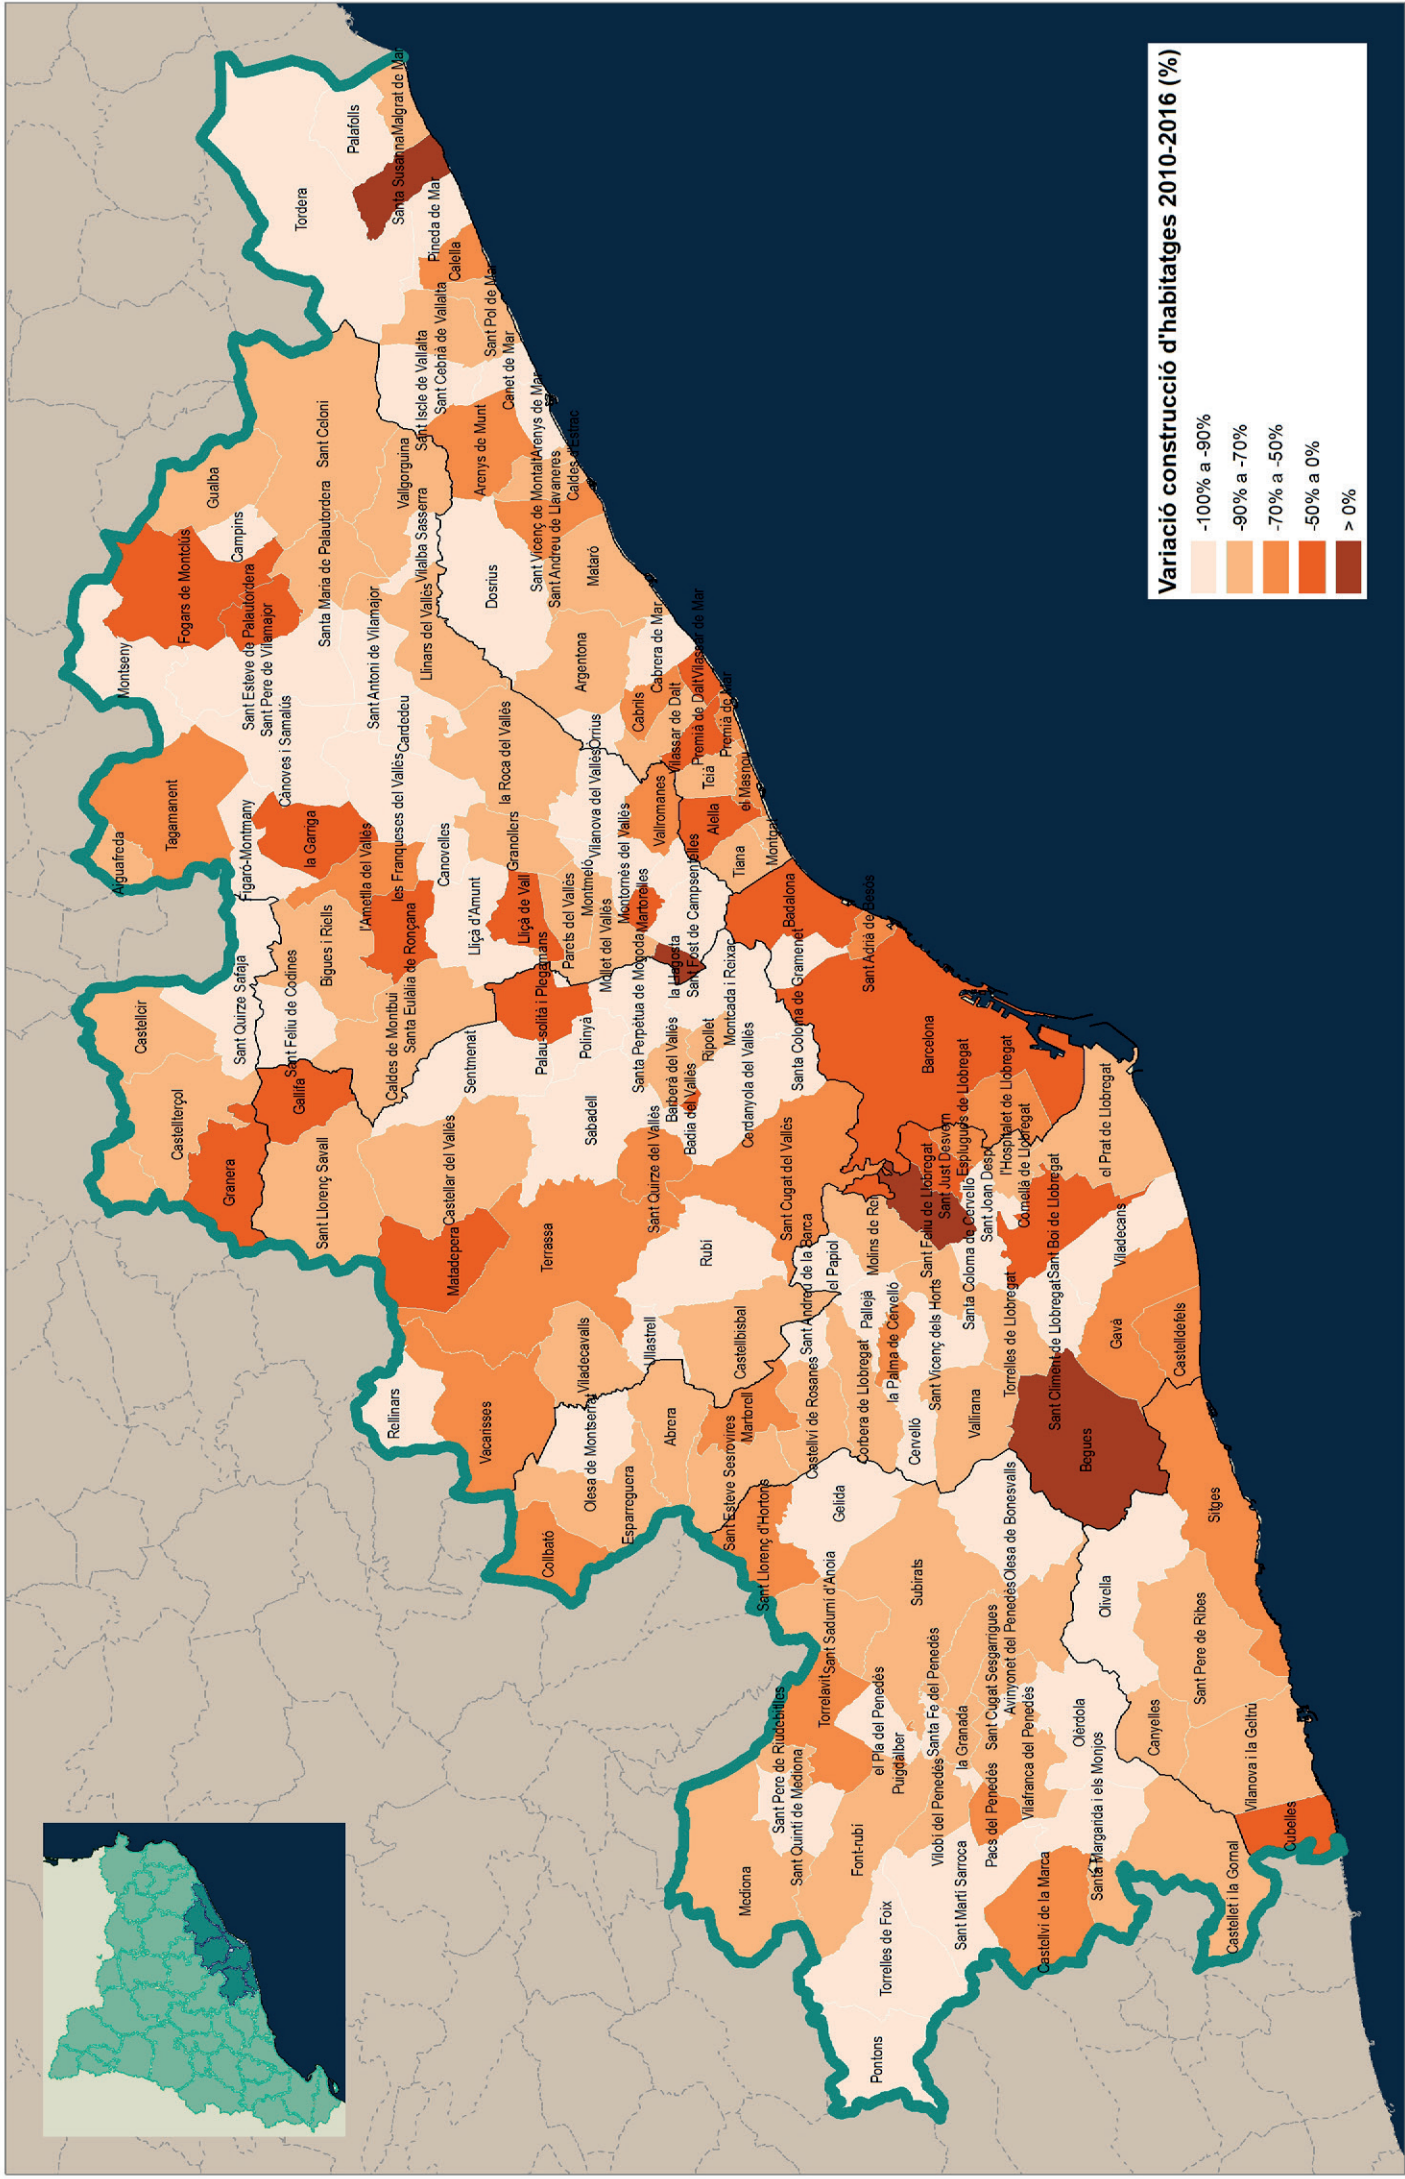 Variació construcció d'habitatges 2010-2016 (%)
-100% a -90%
-90% a -70%
-70% a -50%
-50% a 0%
> 0%
Tordera
Palafolls
Malgrat de Mar
Santa Susanna
Pineda de Mar
Calella
Sant Pol de Mar
Sant Cebrià de Vallalta
Sant Iscle de Vallalta
Canet de Mar
Arenys de Mar
Arenys de Munt
Sant Vicenç de Montalt
Caldes d'Estrac
Sant Andreu de Llavaneres
Mataró
Dosrius
Argentona
Cabrera de Mar
Cabrils
Vilassar de Mar
Vilassar de Dalt
Premià de Dalt
Premià de Mar
Òrrius
Teià
el Masnou
Alella
Tiana
Montgat
Gualba
Sant Celoni
Campins
Fogars de Montclús
Montseny
Sant Esteve de Palautordera
Sant Pere de Vilamajor
Santa Maria de Palautordera
Vallgorguina
Vilalba Sasserra
Sant Antoni de Vilamajor
Llinars del Vallès
Cànoves i Samalús
Cardedeu
la Roca del Vallès
Tagamanent
Aiguafreda
Figaró-Montmany
la Garriga
l'Ametlla del Vallès
les Franqueses del Vallès
Canovelles
Granollers
Vilanova del Vallès
Vallromanes
Montornès del Vallès
Montmeló
Martorelles
Parets del Vallès
Mollet del Vallès
Lliçà de Vall
Lliçà d'Amunt
Bigues i Riells
Santa Eulàlia de Ronçana
Caldes de Montbui
Sant Feliu de Codines
Sant Quirze Safaja
Castellcir
Castellterçol
Granera
Gallifa
Sant Llorenç Savall
Sentmenat
Palau-solità i Plegamans
Polinyà
Santa Perpètua de Mogoda
la Llagosta
Sant Fost de Campsentelles
Montcada i Reixac
Ripollet
Barberà del Vallès
Badia del Vallès
Cerdanyola del Vallès
Sabadell
Castellar del Vallès
Sant Quirze del Vallès
Sant Cugat del Vallès
Matadepera
Terrassa
Rubí
Viladecavalls
Ullastrell
Castellbisbal
Rellinars
Vacarisses
Badalona
Santa Coloma de Gramenet
Sant Adrià de Besòs
Barcelona
l'Hospitalet de Llobregat
Esplugues de Llobregat
Sant Just Desvern
Sant Feliu de Llobregat
Cornellà de Llobregat
Sant Joan Despí
el Prat de Llobregat
Sant Boi de Llobregat
Viladecans
Gavà
Castelldefels
Sant Climent de Llobregat
Begues
Santa Coloma de Cervelló
Torrelles de Llobregat
Sant Vicenç dels Horts
Molins de Rei
el Papiol
Pallejà
Sant Andreu de la Barca
la Palma de Cervelló
Corbera de Llobregat
Cervelló
Vallirana
Castellví de Rosanes
Martorell
Sant Esteve Sesrovires
Abrera
Olesa de Montserrat
Esparreguera
Collbató
Sant Llorenç d'Hortons
Gelida
Sant Sadurní d'Anoia
Subirats
Olesa de Bonesvalls
Avinyonet del Penedès
Sant Cugat Sesgarrigues
Torrelavit
Sant Pere de Riudebitlles
el Pla del Penedès
Puigdàlber
Santa Fe del Penedès
la Granada
Vilobí del Penedès
Pacs del Penedès
Vilafranca del Penedès
Olèrdola
Santa Margarida i els Monjos
Sant Quintí de Mediona
Mediona
Font-rubí
Sant Martí Sarroca
Torrelles de Foix
Pontons
Castellví de la Marca
Castellet i la Gornal
Olivella
Sitges
Sant Pere de Ribes
Canyelles
Vilanova i la Geltrú
Cubelles